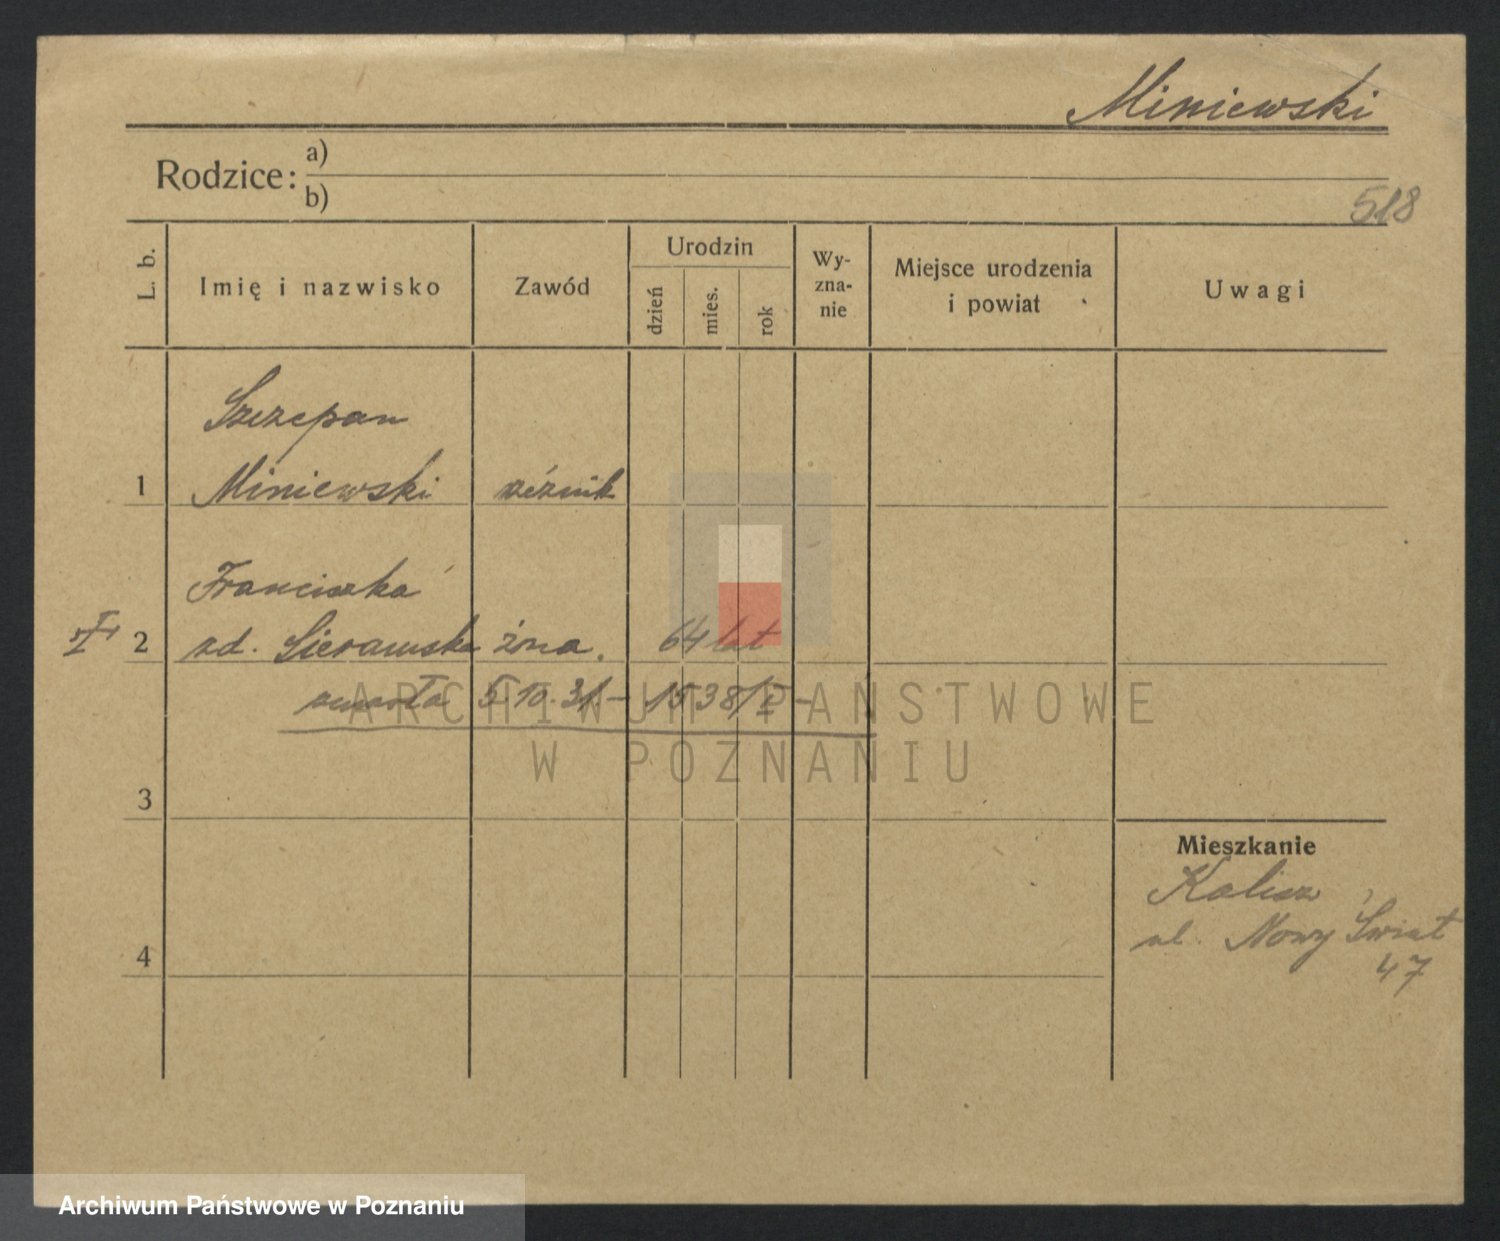 Miniewski
Rodzice: a)
b)
518
L. b.
Imię i nazwisko
Zawód
Urodzin
dzień
mies.
rok
Wy-
zna-
nie
Miejsce urodzenia
i powiat
Uwagi
Szczepan
1 Miniewski rzeźnik
Franciszka
2 zd. Sierawska żona. 64 lat
zmarła 5.10.31.- 1538/II -
ARCHIWUM PAŃSTWOWE
W POZNANIU
3
Mieszkanie
Kalisz
ul. Nowy Świat
47
4
Archiwum Państwowe w Poznaniu